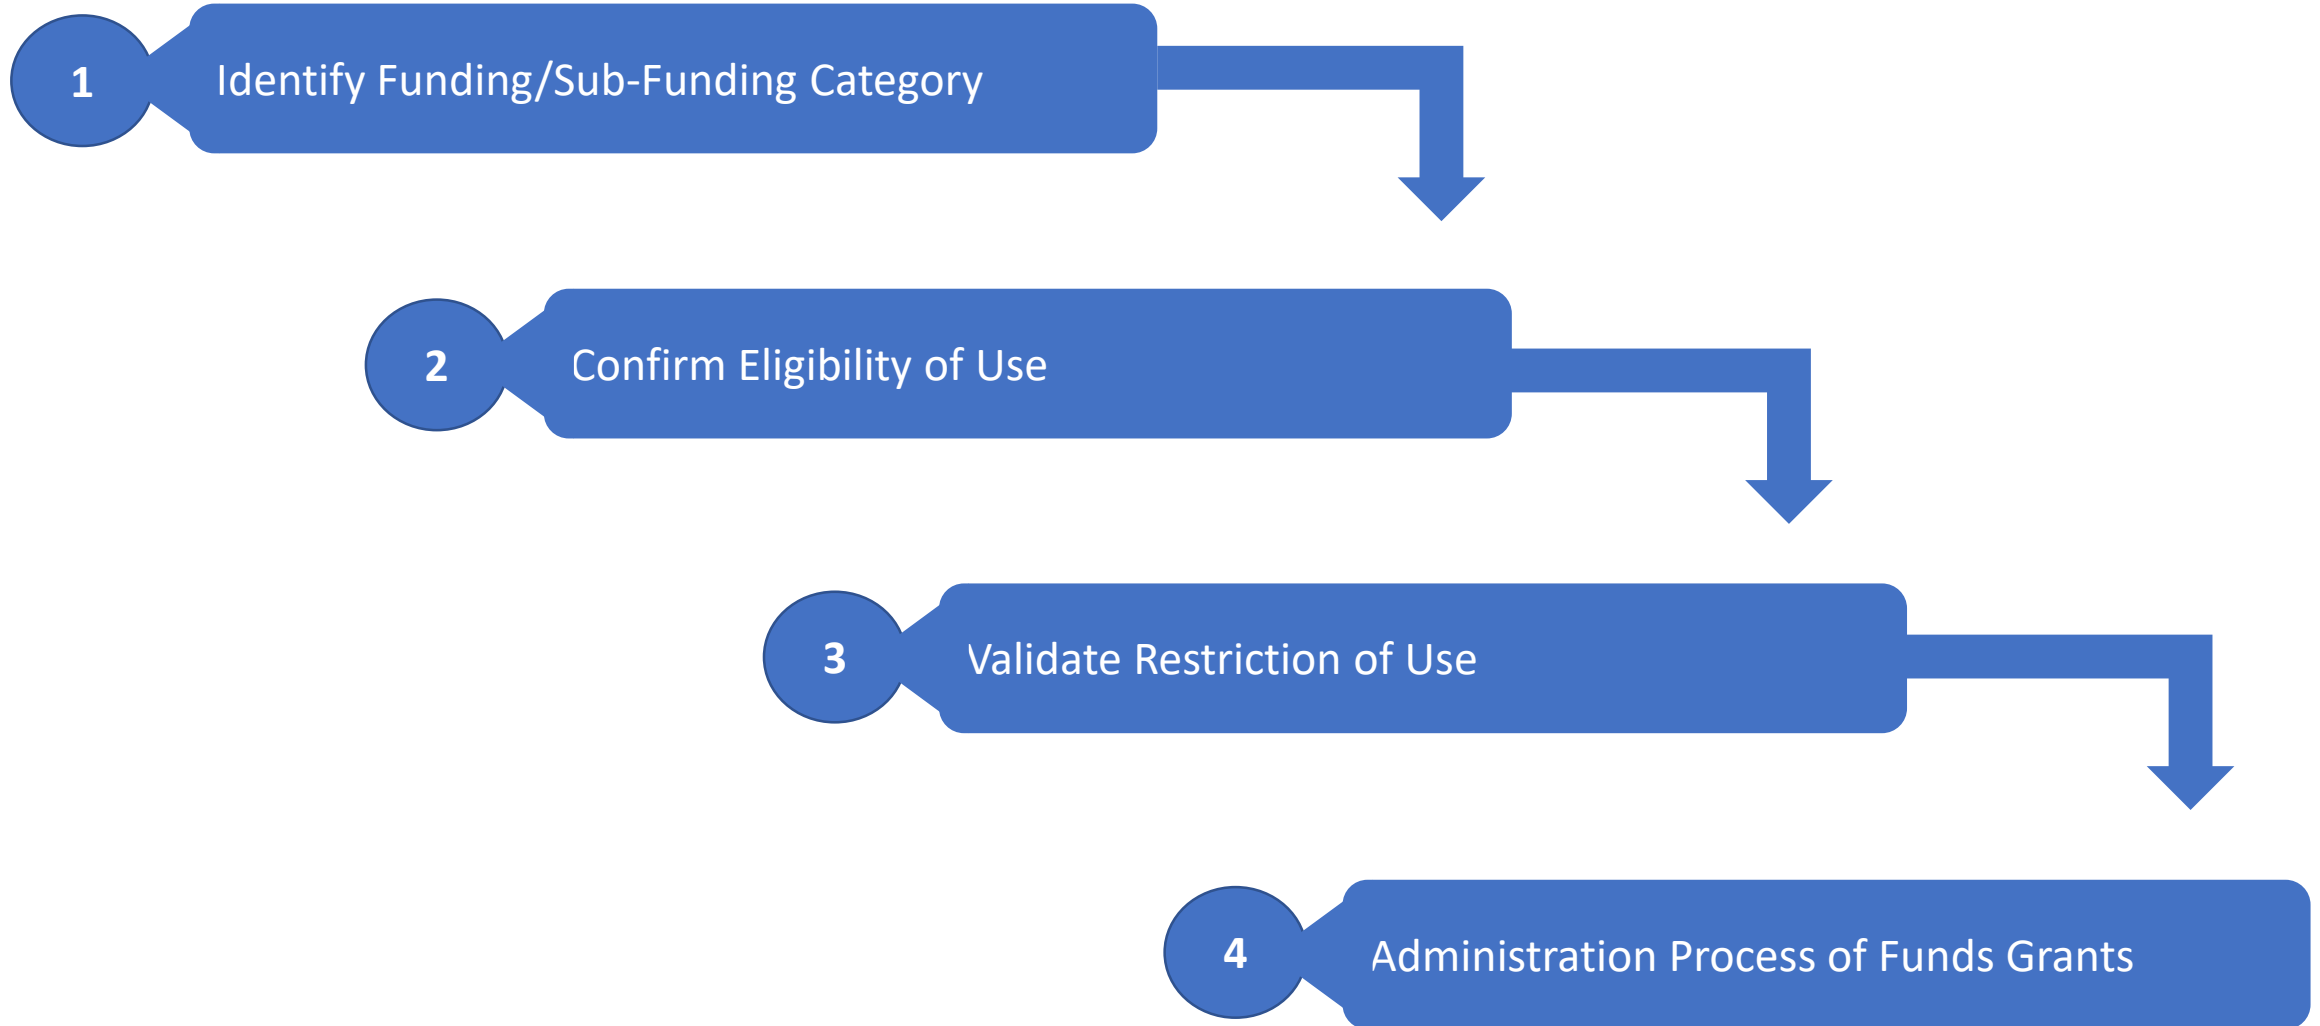 1
Identify Funding/Sub-Funding Category
2
Confirm Eligibility of Use
3
Validate Restriction of Use
4
Administration Process of Funds Grants